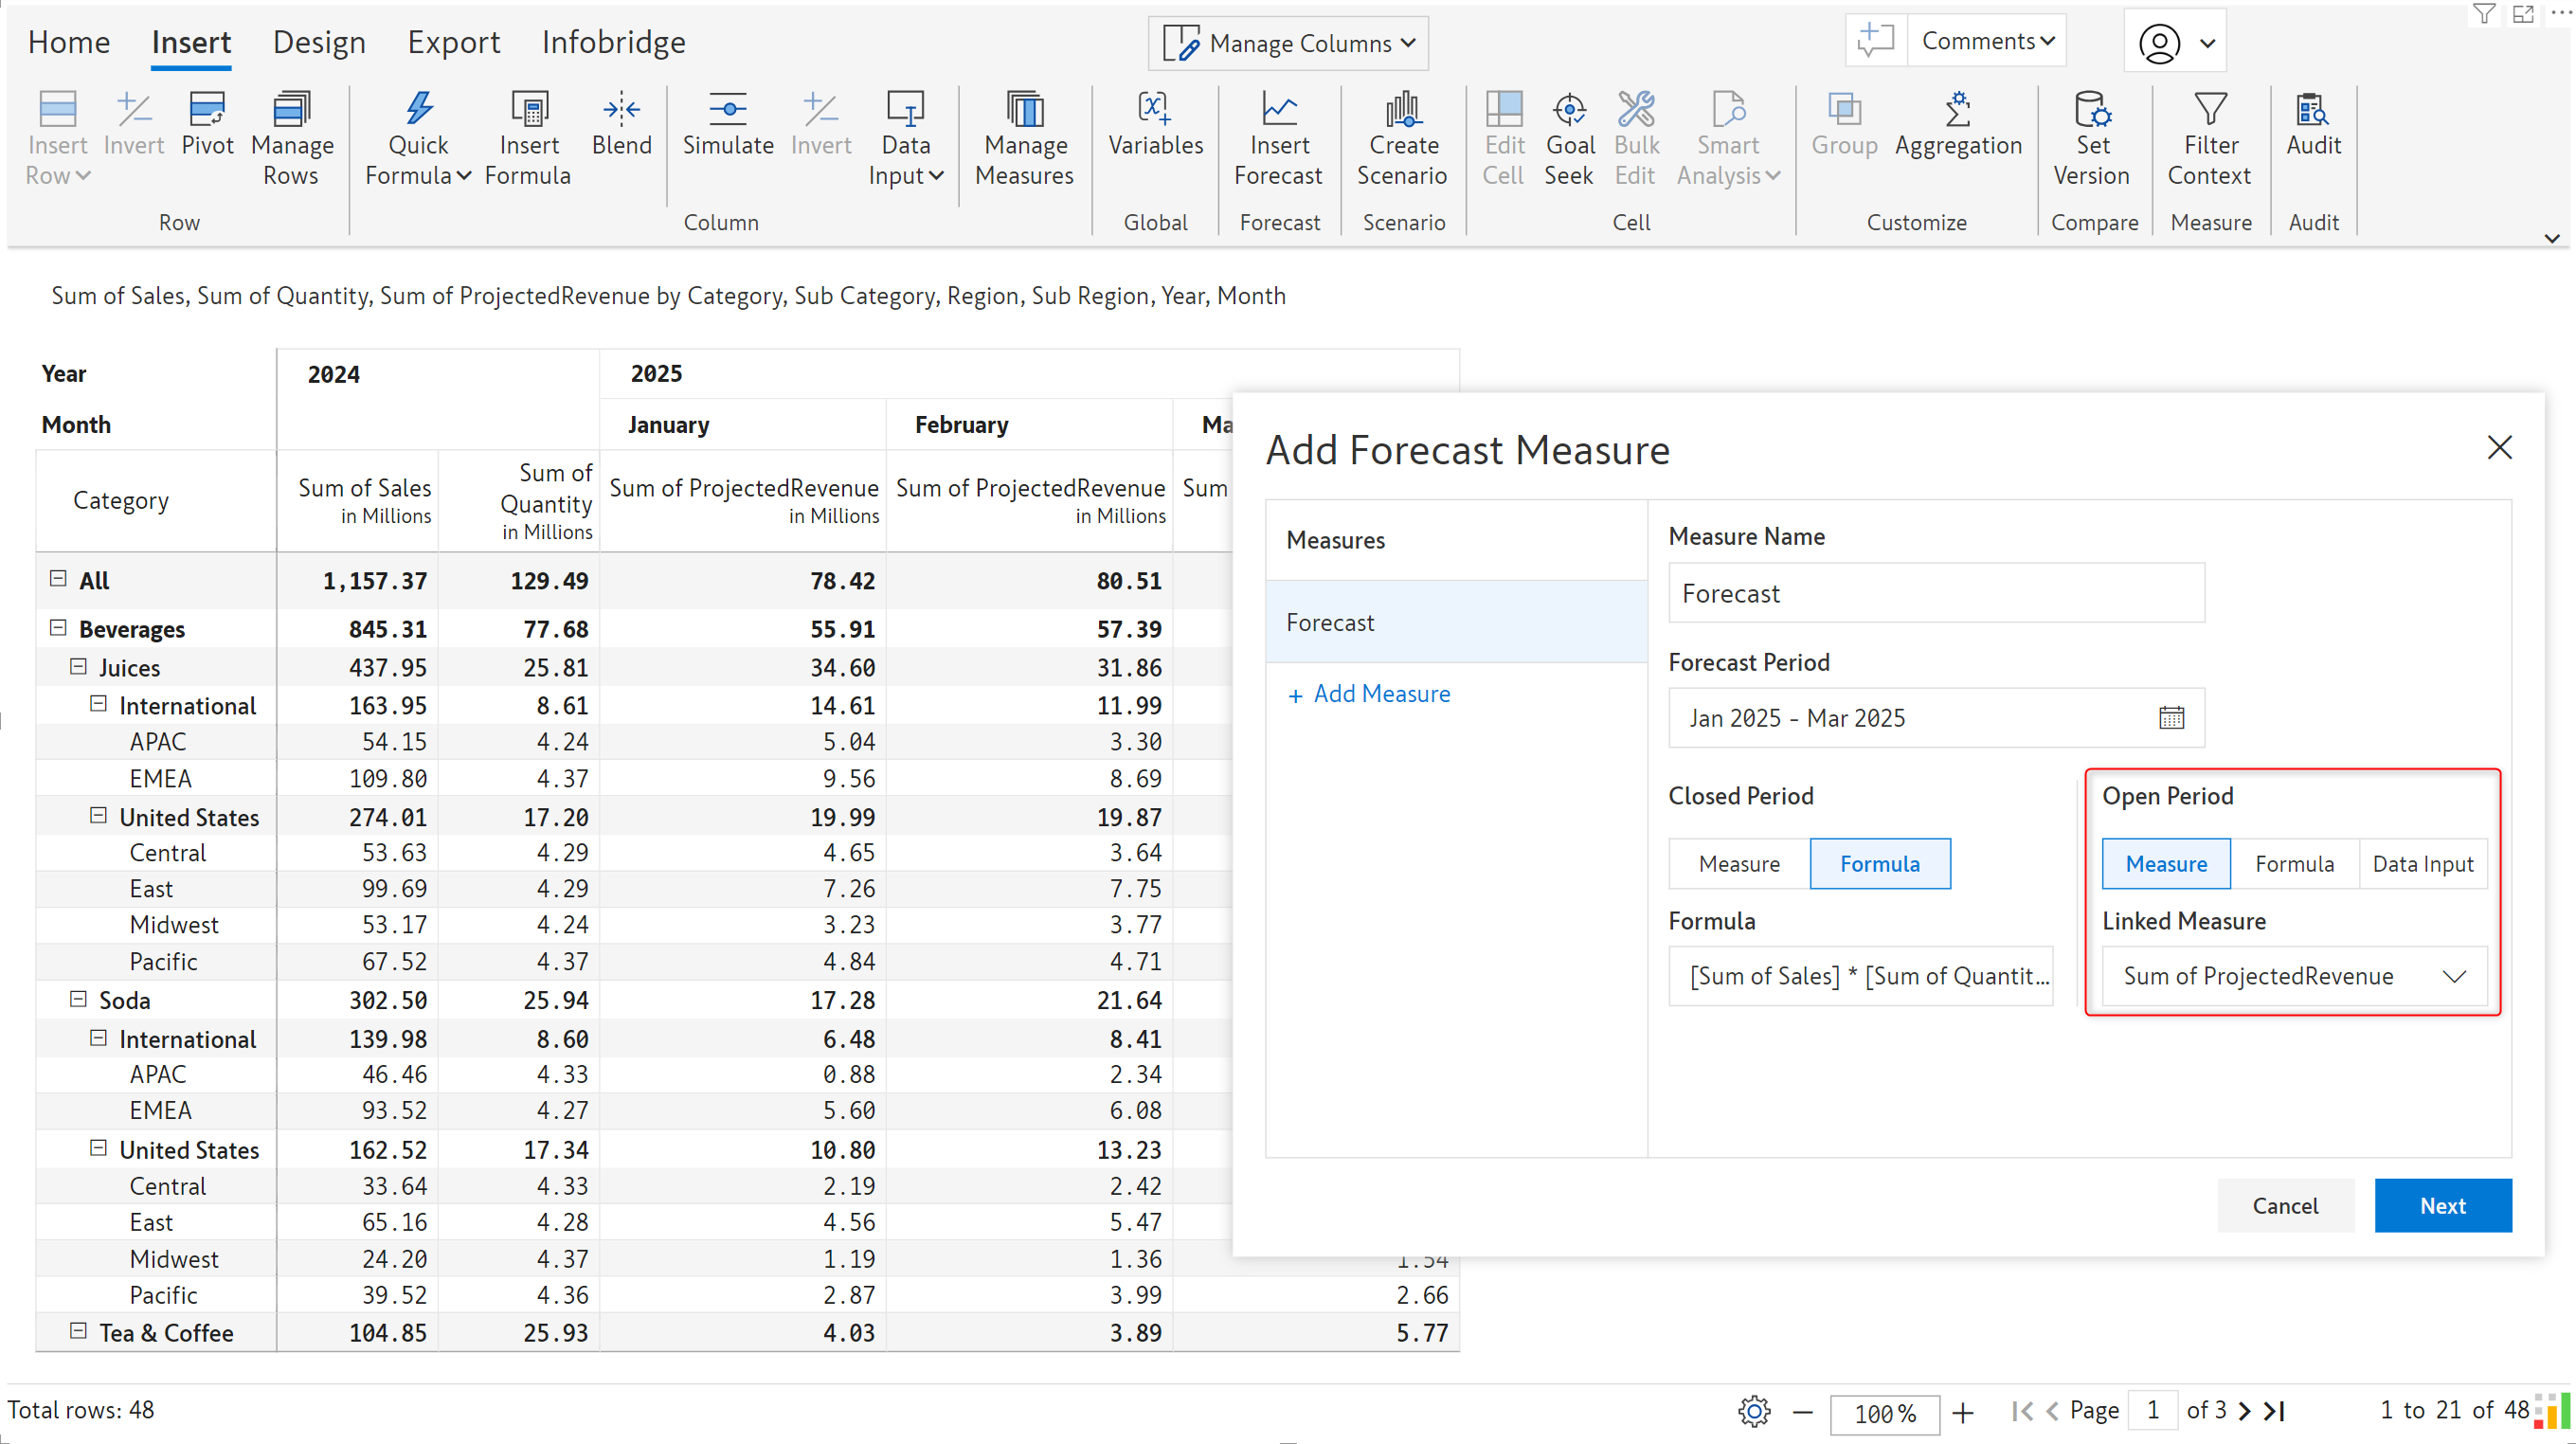 Home Insert Design Export Infobridge Manage Columns Comments
Insert Row Invert Pivot Manage Rows Quick Formula Insert Formula Blend Simulate Invert Data Input Manage Measures Variables Insert Forecast Create Scenario Edit Cell Goal Seek Bulk Edit Smart Analysis Group Aggregation Set Version Filter Context Audit
Row Column Global Forecast Scenario Cell Customize Compare Measure Audit
Sum of Sales, Sum of Quantity, Sum of ProjectedRevenue by Category, Sub Category, Region, Sub Region, Year, Month
Year 2024 2025
Month January February Ma
Category Sum of Sales in Millions Sum of Quantity in Millions Sum of ProjectedRevenue in Millions Sum of ProjectedRevenue in Millions Sum
All 1,157.37 129.49 78.42 80.51
Beverages 845.31 77.68 55.91 57.39
Juices 437.95 25.81 34.60 31.86
International 163.95 8.61 14.61 11.99
APAC 54.15 4.24 5.04 3.30
EMEA 109.80 4.37 9.56 8.69
United States 274.01 17.20 19.99 19.87
Central 53.63 4.29 4.65 3.64
East 99.69 4.29 7.26 7.75
Midwest 53.17 4.24 3.23 3.77
Pacific 67.52 4.37 4.84 4.71
Soda 302.50 25.94 17.28 21.64
International 139.98 8.60 6.48 8.41
APAC 46.46 4.33 0.88 2.34
EMEA 93.52 4.27 5.60 6.08
United States 162.52 17.34 10.80 13.23
Central 33.64 4.33 2.19 2.42
East 65.16 4.28 4.56 5.47
Midwest 24.20 4.37 1.19 1.36 1.54
Pacific 39.52 4.36 2.87 3.99 2.66
Tea & Coffee 104.85 25.93 4.03 3.89 5.77
Add Forecast Measure
Measures
Forecast
+ Add Measure
Measure Name
Forecast
Forecast Period
Jan 2025 - Mar 2025
Closed Period
Measure Formula
Formula
[Sum of Sales] * [Sum of Quantit...
Open Period
Measure Formula Data Input
Linked Measure
Sum of ProjectedRevenue
Cancel Next
Total rows: 48 100% Page 1 of 3 1 to 21 of 48